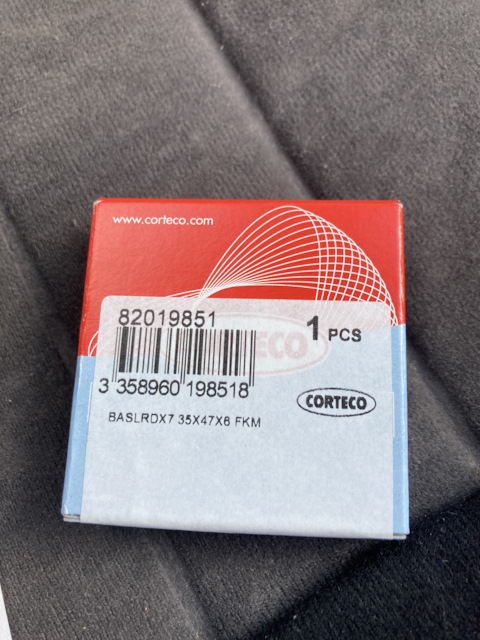 www.corteco.com
82019851
1 PCS
3 358960 198518
CORTECO
BASLRDX7 35X47X6 FKM